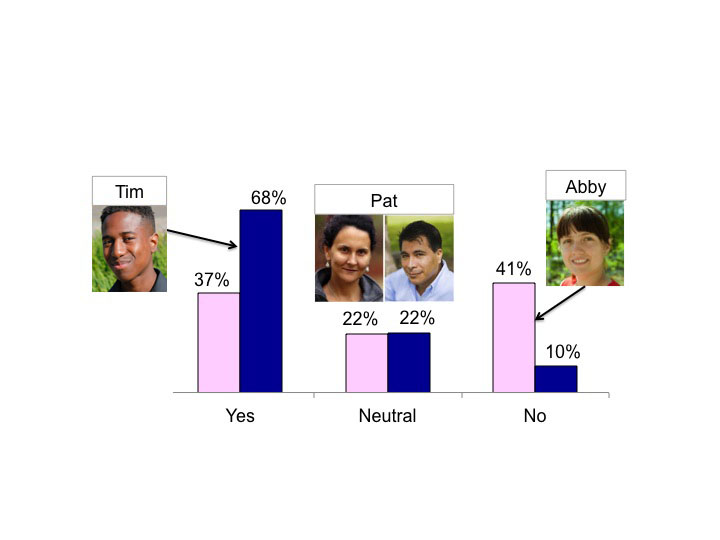 Tim
Pat
Abby
68%
37%
22%
22%
41%
10%
Yes
Neutral
No